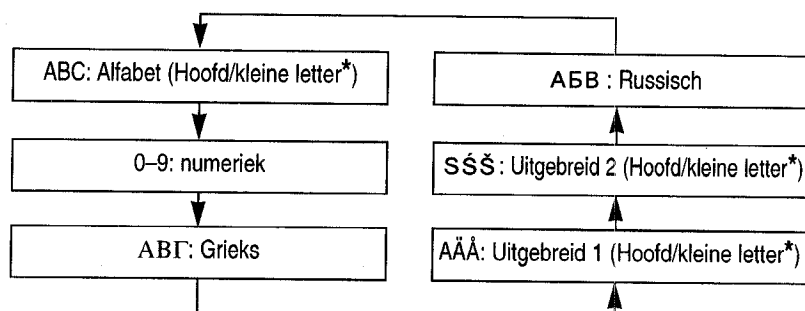 ABC: Alfabet (Hoofd/kleine letter*)
0–9: numeriek
ΑΒΓ: Grieks
АБВ : Russisch
SŚŠ: Uitgebreid 2 (Hoofd/kleine letter*)
AÄÅ: Uitgebreid 1 (Hoofd/kleine letter*)